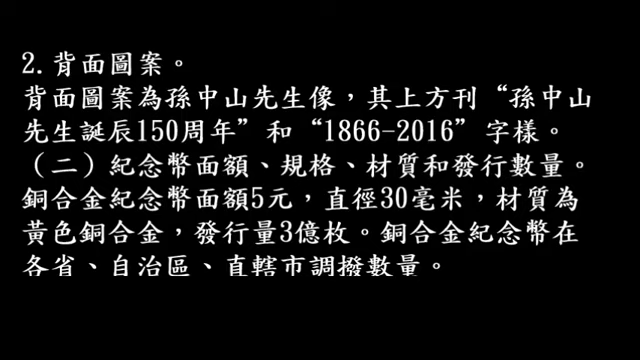 2.背面圖案。
背面圖案為孫中山先生像，其上方刊“孫中山
先生誕辰150周年”和“1866-2016”字樣。
（二）紀念幣面額、規格、材質和發行數量。
銅合金紀念幣面額5元，直徑30毫米，材質為
黃色銅合金，發行量3億枚。銅合金紀念幣在
各省、自治區、直轄市調撥數量。